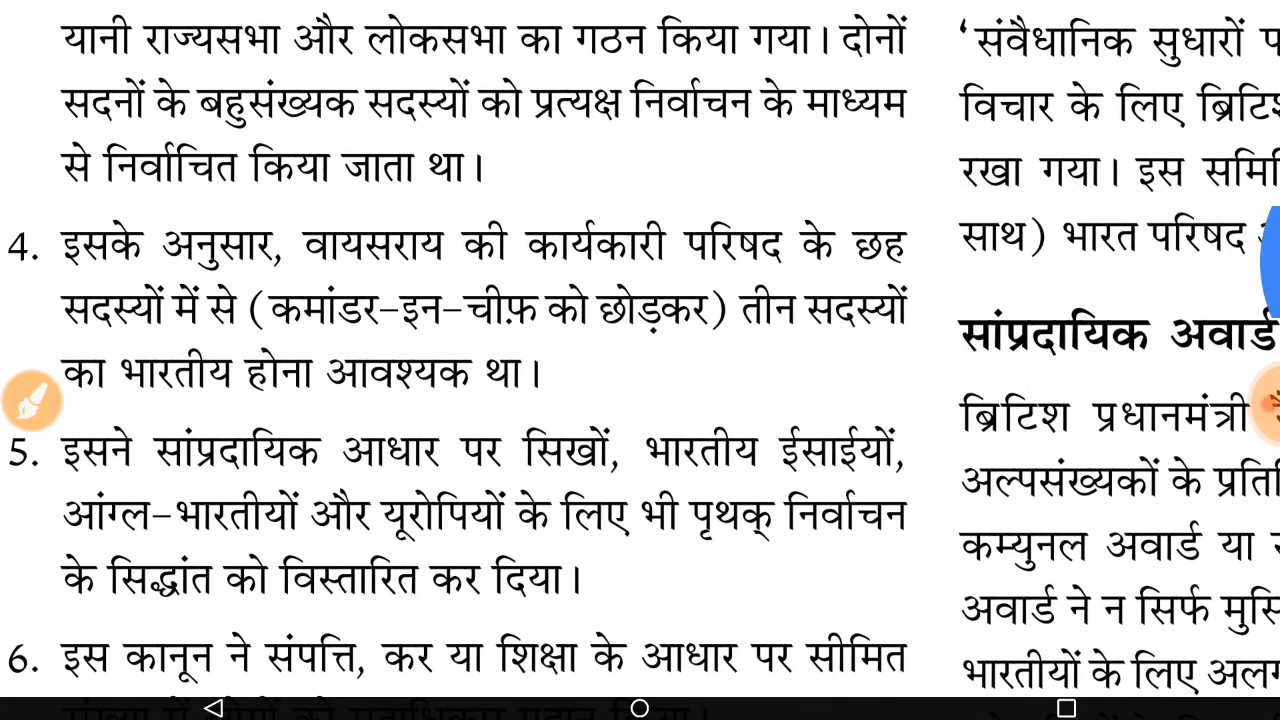 यानी राज्यसभा और लोकसभा का गठन किया गया। दोनों
सदनों के बहुसंख्यक सदस्यों को प्रत्यक्ष निर्वाचन के माध्यम
से निर्वाचित किया जाता था।
4. इसके अनुसार, वायसराय की कार्यकारी परिषद के छह
सदस्यों में से (कमांडर-इन-चीफ़ को छोड़कर) तीन सदस्यों
का भारतीय होना आवश्यक था।
5. इसने सांप्रदायिक आधार पर सिखों, भारतीय ईसाईयों,
आंग्ल-भारतीयों और यूरोपियों के लिए भी पृथक् निर्वाचन
के सिद्धांत को विस्तारित कर दिया।
6. इस कानून ने संपत्ति, कर या शिक्षा के आधार पर सीमित
‘संवैधानिक सुधारों
विचार के लिए
रखा गया। इस
साथ) भारत परिषद
सांप्रदायिक अवार्ड
ब्रिटिश प्रधानमंत्री
अल्पसंख्यकों के
कम्युनल अवार्ड या
अवार्ड ने न सिर्फ
भारतीयों के लिए